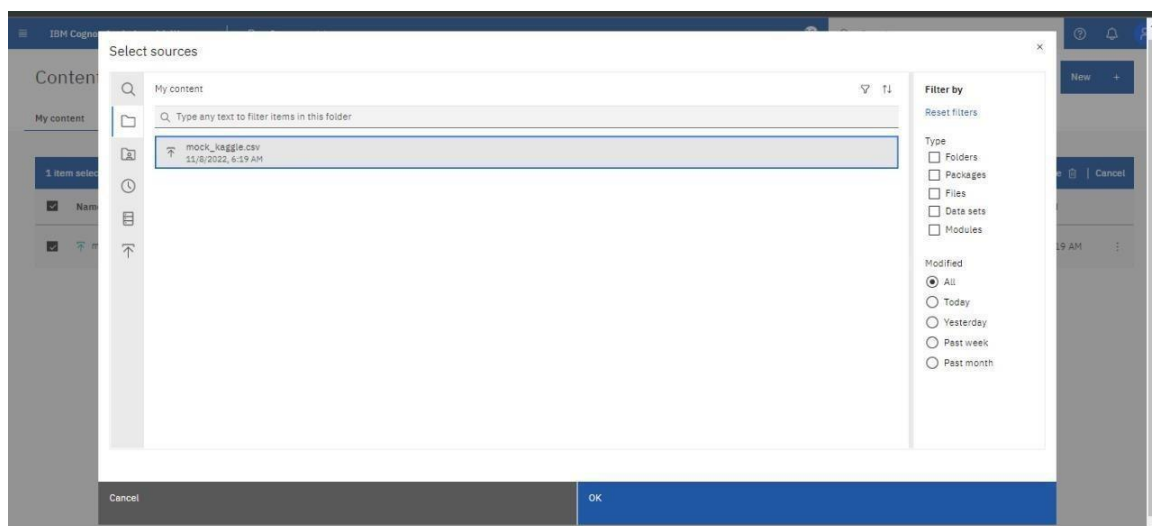 IBM Cogno
Select sources
Content
New +
My content
My content
Type any text to filter items in this folder
mock_kaggle.csv
11/8/2022, 6:19 AM
1 item selec
Cancel
Name
19 AM
Filter by
Reset filters
Type
Folders
Packages
Files
Data sets
Modules
Modified
All
Today
Yesterday
Past week
Past month
Cancel
OK